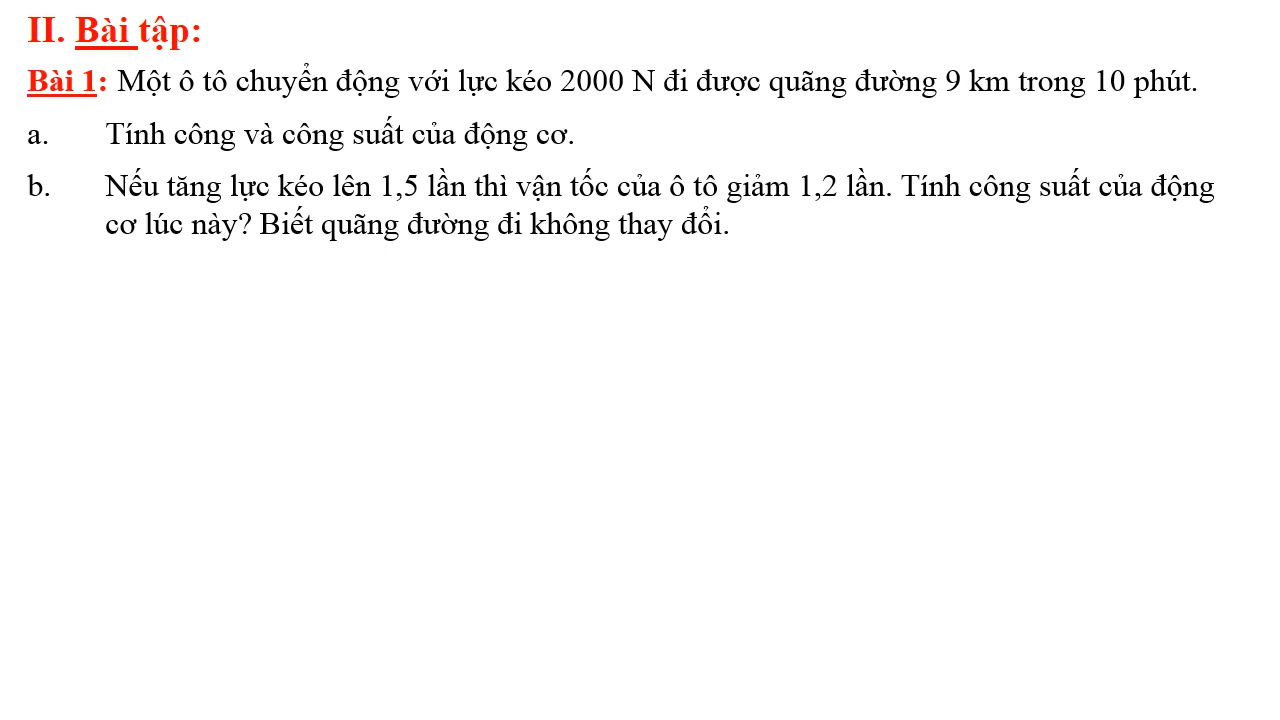 II. Bài tập:
Bài 1: Một ô tô chuyển động với lực kéo 2000 N đi được quãng đường 9 km trong 10 phút.
a. Tính công và công suất của động cơ.
b. Nếu tăng lực kéo lên 1,5 lần thì vận tốc của ô tô giảm 1,2 lần. Tính công suất của động
cơ lúc này? Biết quãng đường đi không thay đổi.